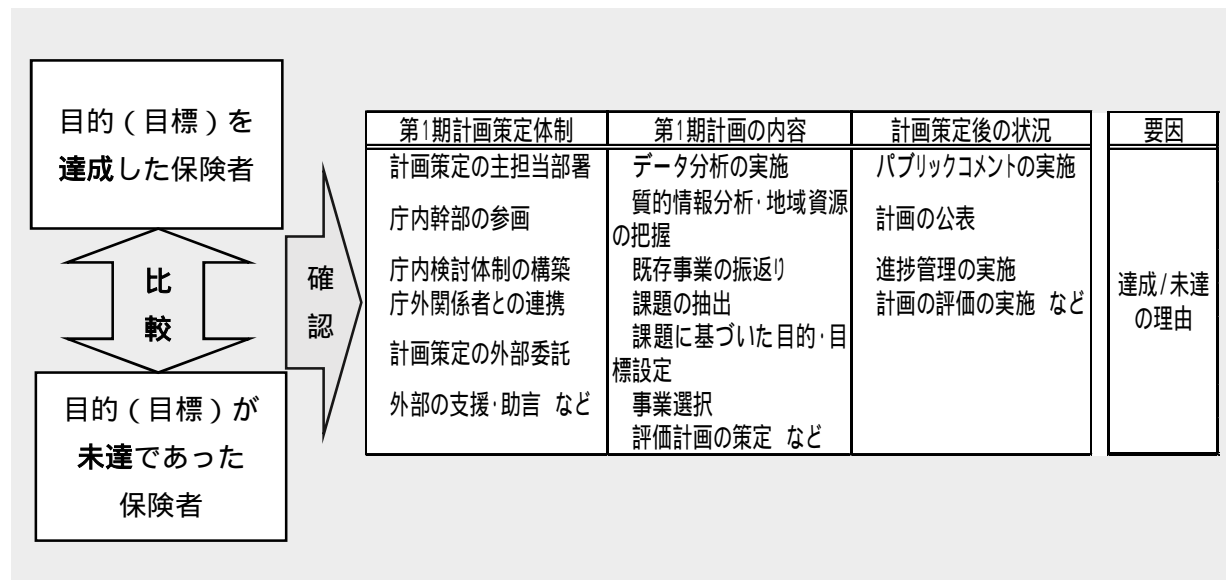 目的(目標)を
達成した保険者
比
較
目的(目標)が
未達であった
保険者
確
認
第1期計画策定体制
計画策定の主担当部署
庁内幹部の参画
庁内検討体制の構築
庁外関係者との連携
計画策定の外部委託
外部の支援・助言 など
第1期計画の内容
データ分析の実施
質的情報分析・地域資源
の把握
既存事業の振返り
課題の抽出
課題に基づいた目的・目
標設定
事業選択
評価計画の策定 など
計画策定後の状況
パブリックコメントの実施
計画の公表
進捗管理の実施
計画の評価の実施 など
要因
達成/未達
の理由